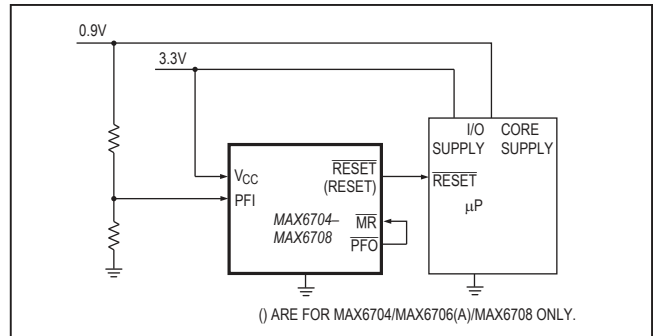 0.9V
3.3V
I/O SUPPLY
CORE SUPPLY
VCC
PFI
RESET
(RESET)
MAX6704–
MAX6708
MR
PFO
RESET
μP
() ARE FOR MAX6704/MAX6706(A)/MAX6708 ONLY.